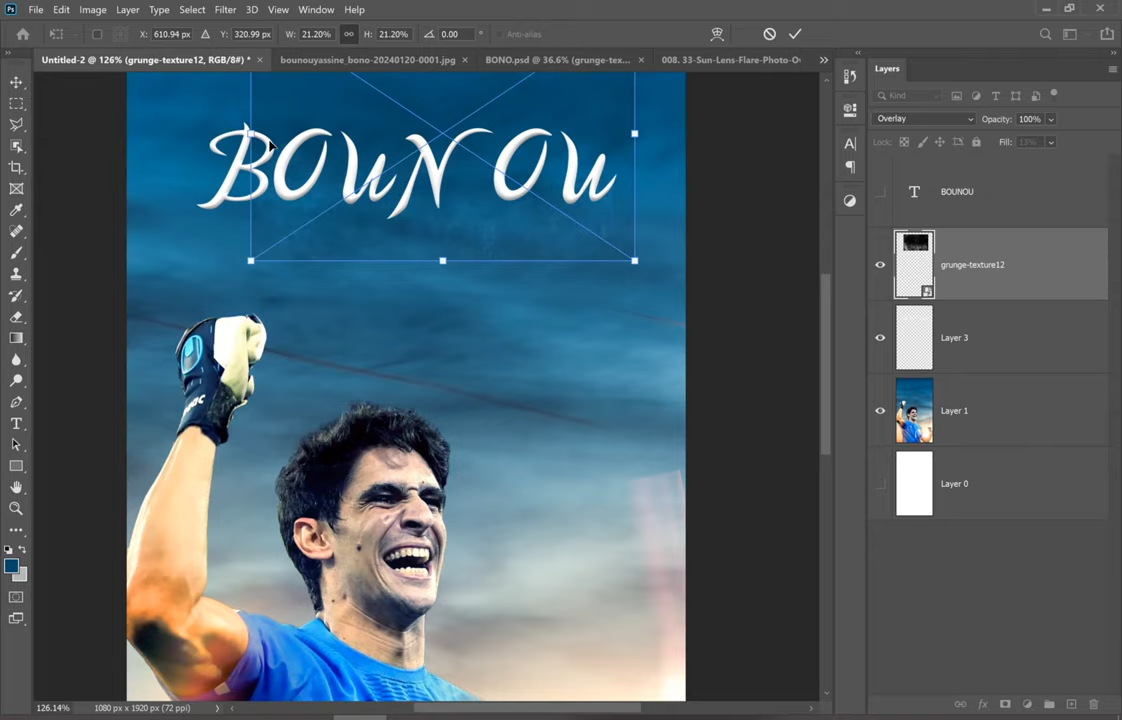 Ps File Edit Image Layer Type Select Filter 3D View Window Help
X: 610.94 px Y: 320.99 px W: 21.20% H: 21.20% 0.00 ° Anti-alias
Untitled-2 @ 126% (grunge-texture12, RGB/8#) * × bounouyassine_bono-20240120-0001.jpg × BONO.psd @ 36.6% (grunge-tex... × 008. 33-Sun-Lens-Flare-Photo-Ov
Layers
Kind
Overlay Opacity: 100%
Lock: Fill: 13%
BOUNOU
T BOUNOU
grunge-texture12
Layer 3
Layer 1
Layer 0
126.14% 1080 px x 1920 px (72 ppi)